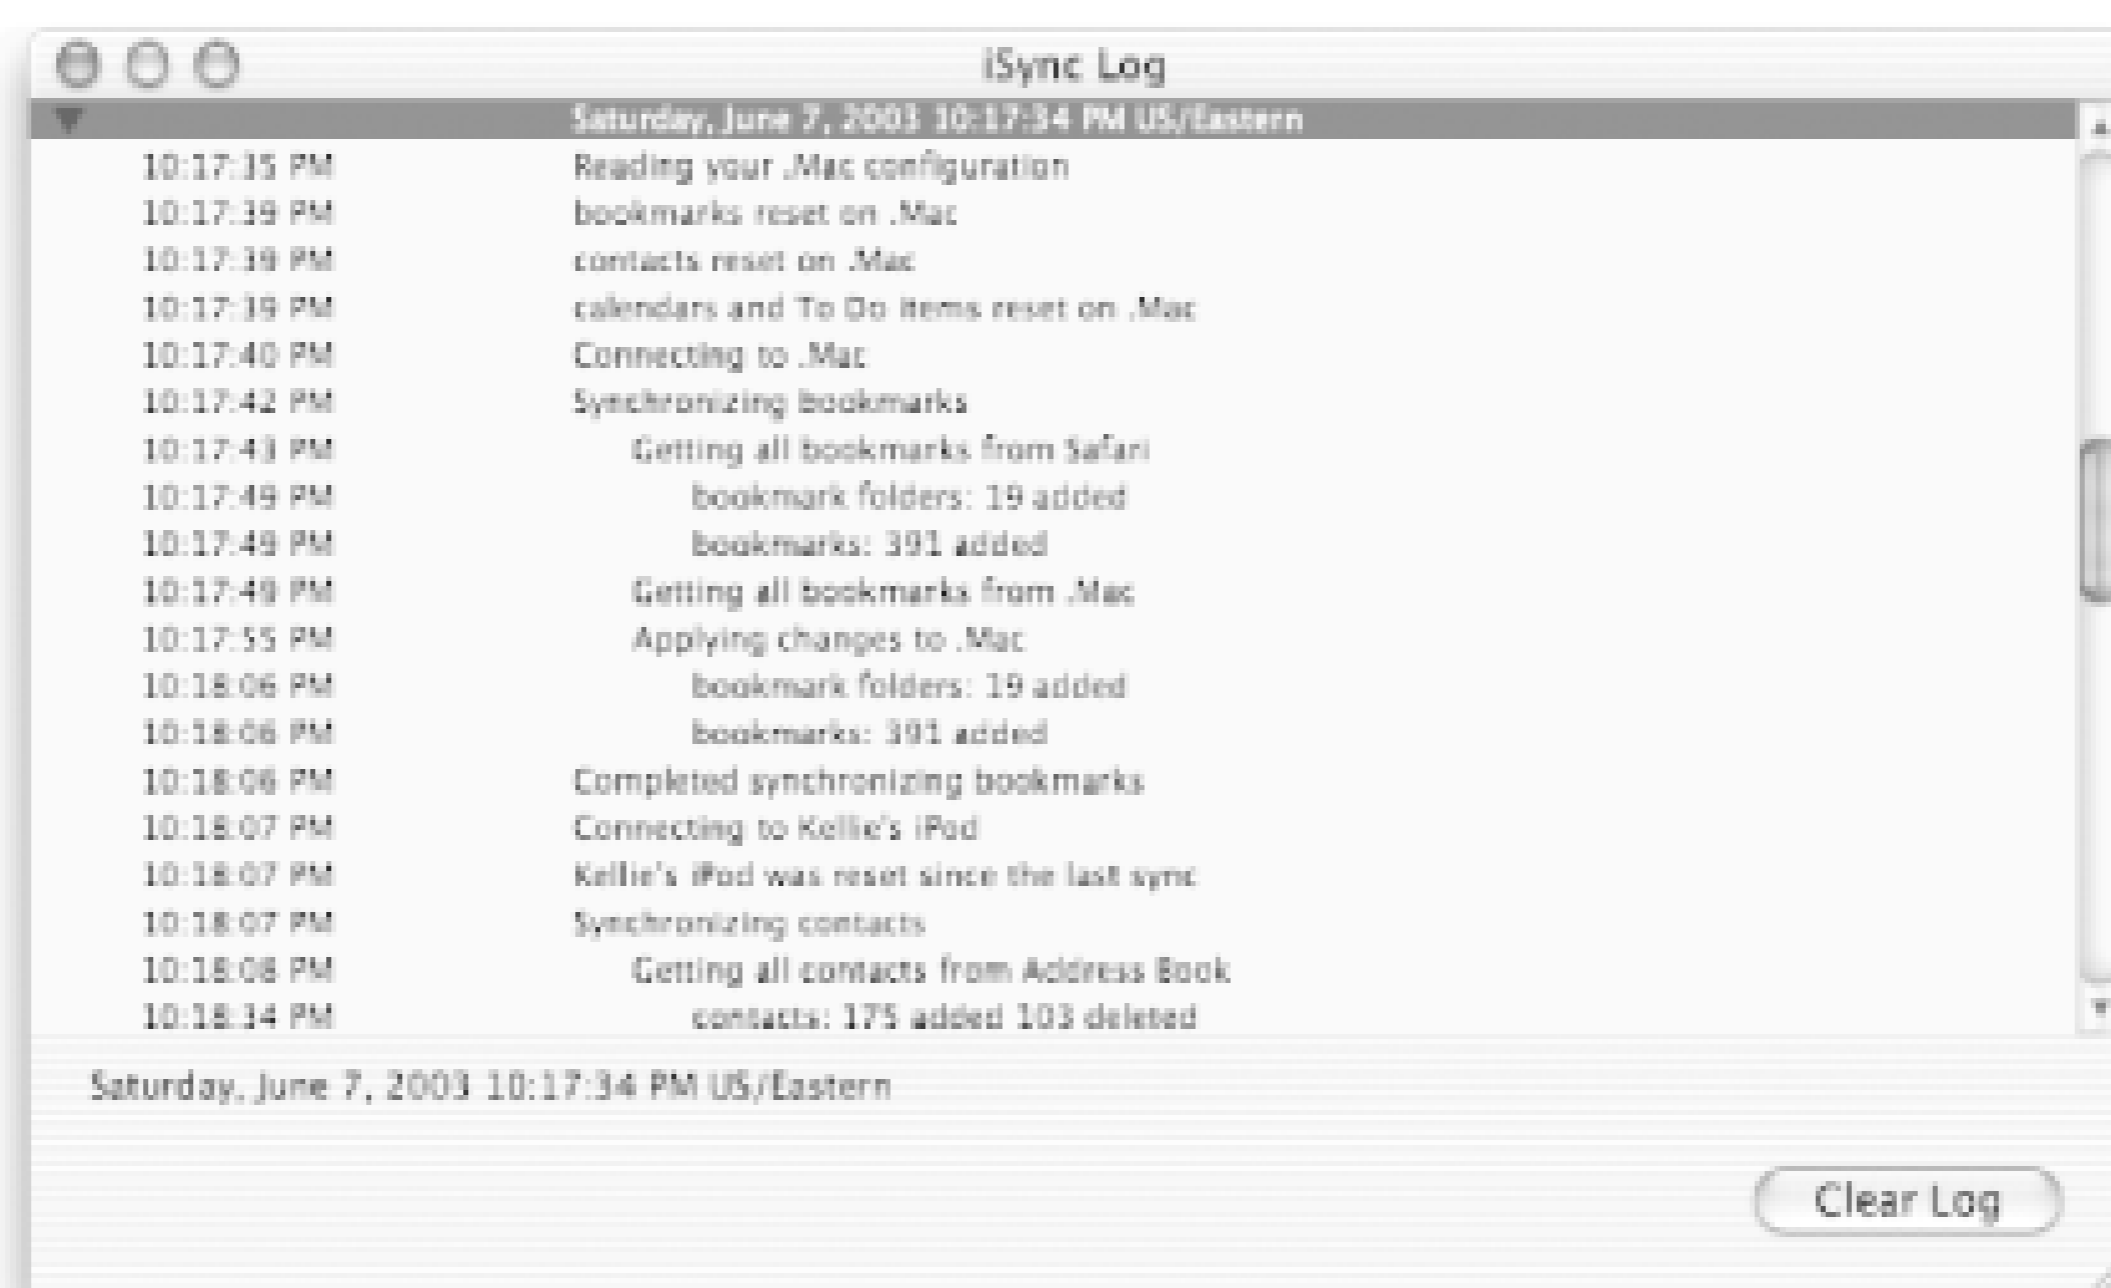 iSync Log
Saturday, June 7, 2003 10:17:34 PM US/Eastern
10:17:35 PM Reading your .Mac configuration
10:17:39 PM bookmarks reset on .Mac
10:17:39 PM contacts reset on .Mac
10:17:39 PM calendars and To Do items reset on .Mac
10:17:40 PM Connecting to .Mac
10:17:42 PM Synchronizing bookmarks
10:17:43 PM Getting all bookmarks from Safari
10:17:49 PM bookmark folders: 19 added
10:17:49 PM bookmarks: 391 added
10:17:49 PM Getting all bookmarks from .Mac
10:17:55 PM Applying changes to .Mac
10:18:06 PM bookmark folders: 19 added
10:18:06 PM bookmarks: 391 added
10:18:06 PM Completed synchronizing bookmarks
10:18:07 PM Connecting to Kellie's iPod
10:18:07 PM Kellie's iPod was reset since the last sync
10:18:07 PM Synchronizing contacts
10:18:08 PM Getting all contacts from Address Book
10:18:34 PM contacts: 175 added 103 deleted
Saturday, June 7, 2003 10:17:34 PM US/Eastern
Clear Log